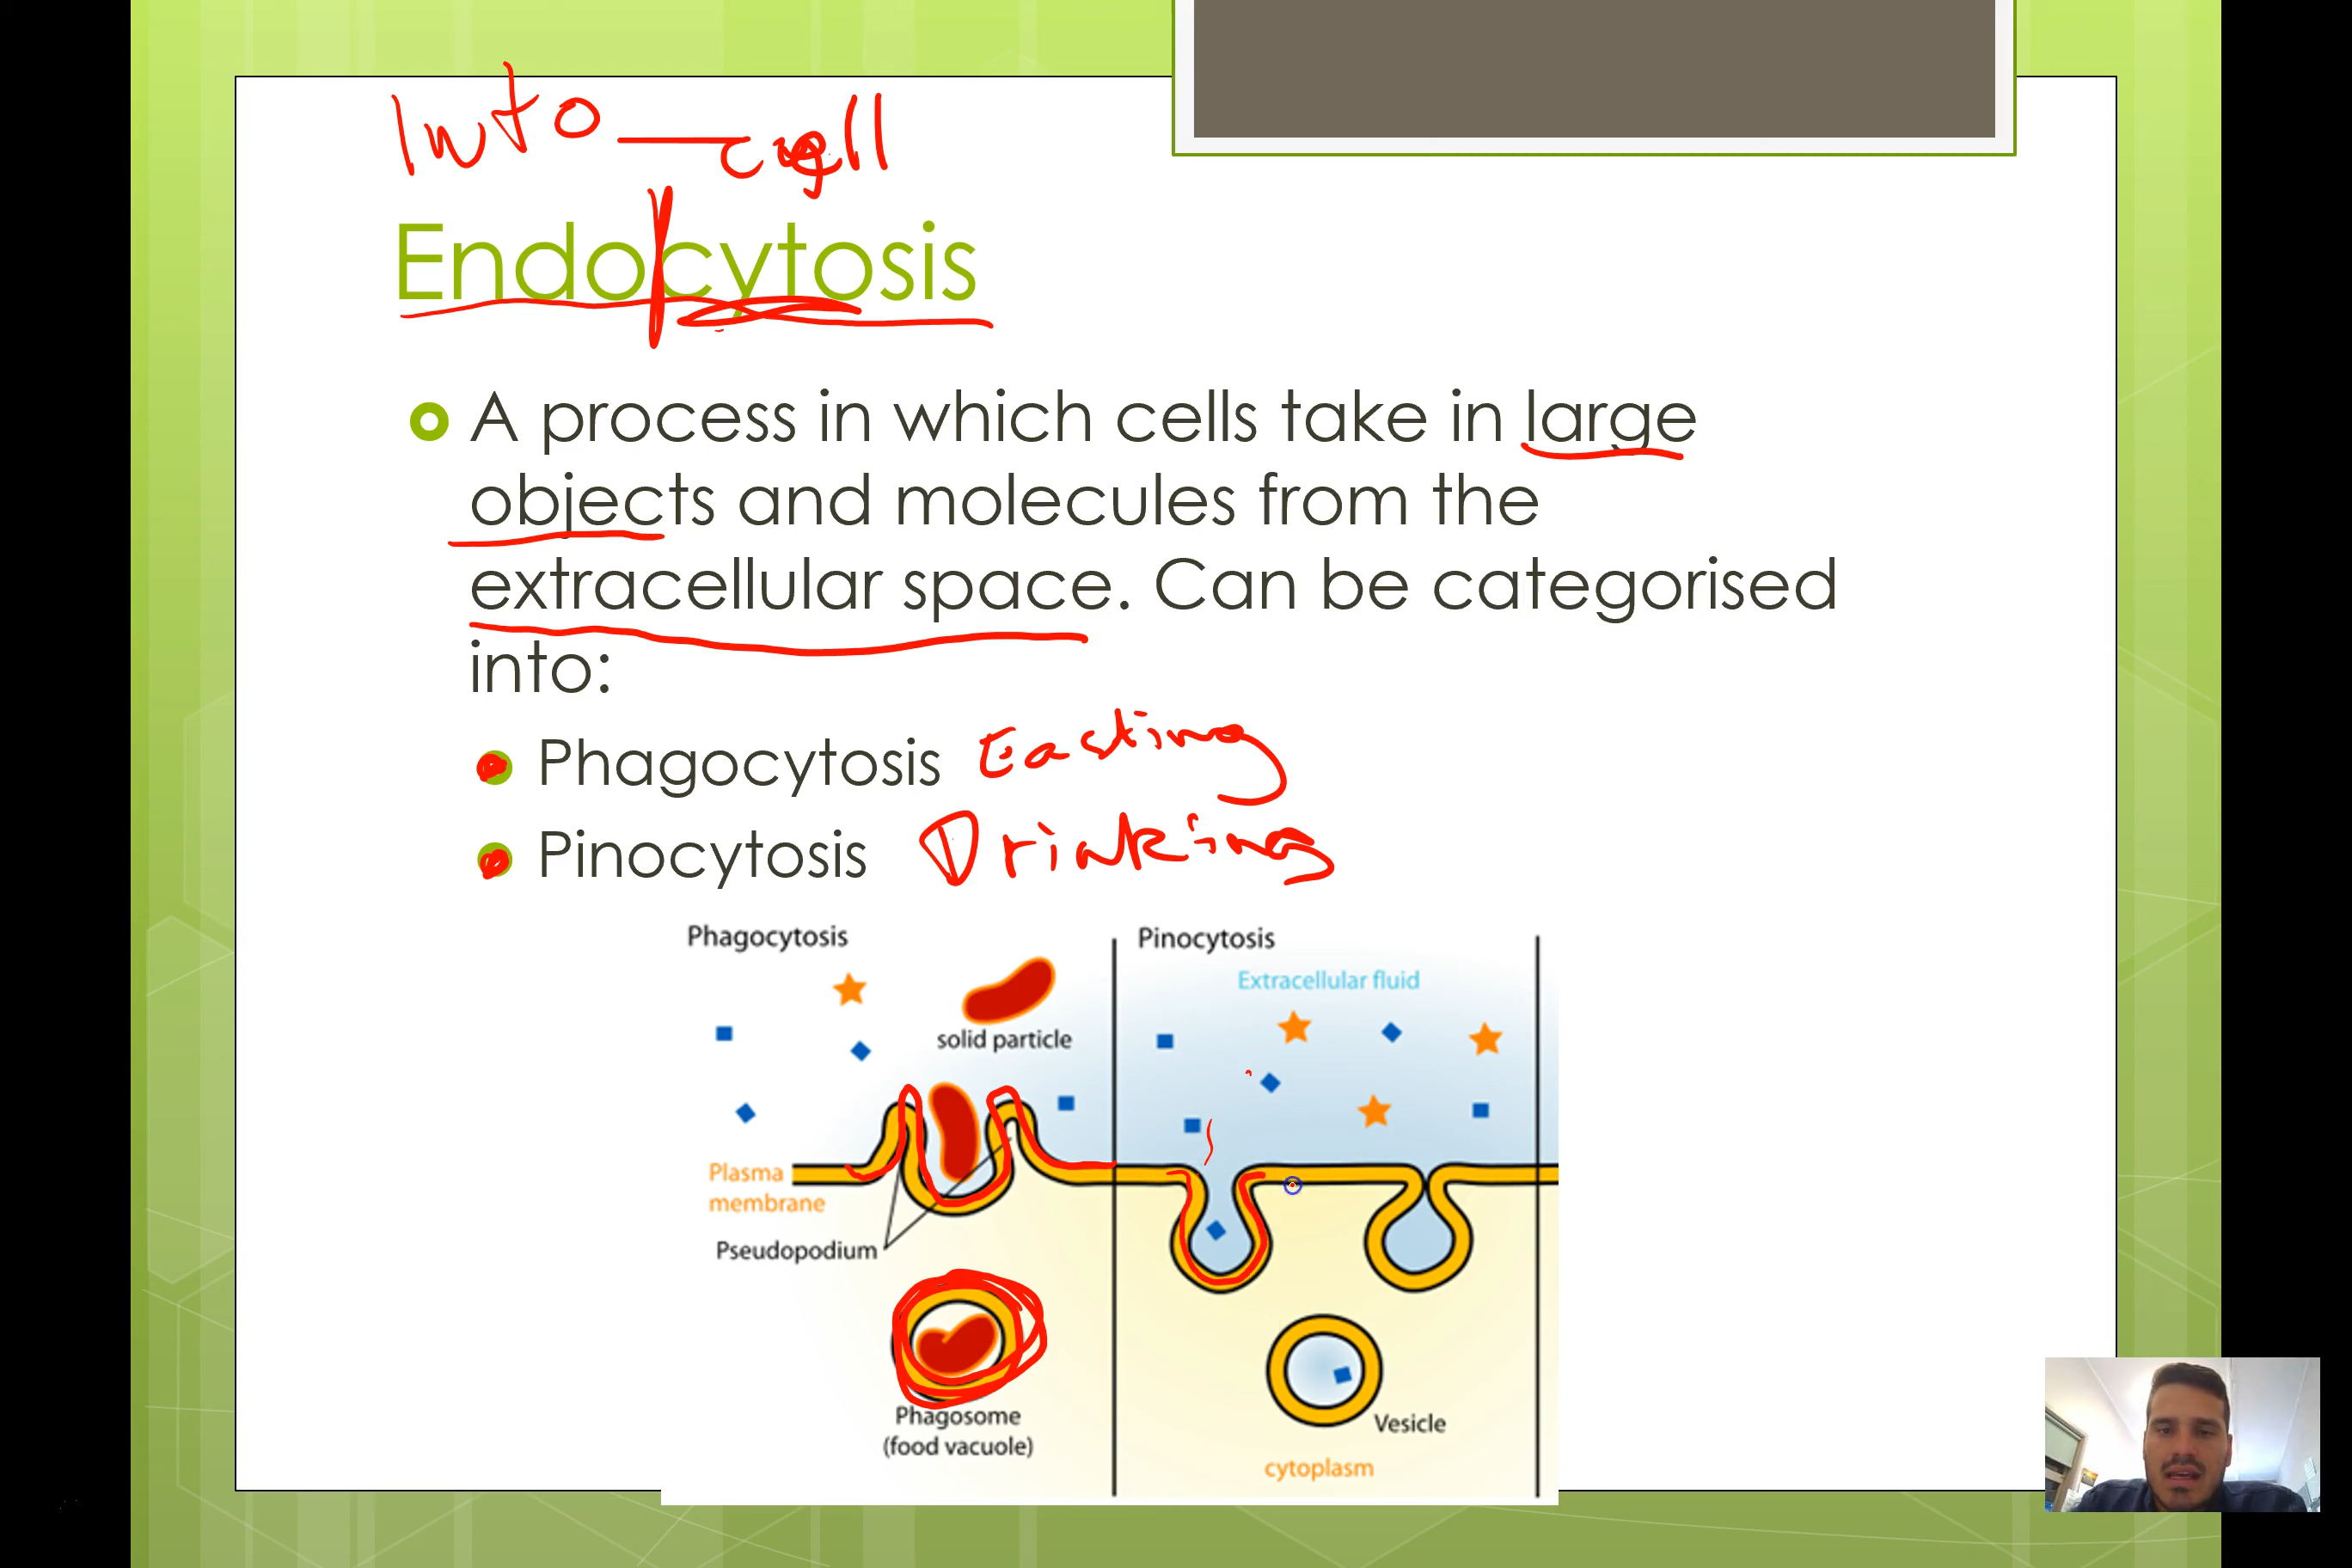 Into — cell
Endocytosis
A process in which cells take in large
objects and molecules from the
extracellular space. Can be categorised
into:
Phagocytosis Easting
Pinocytosis Drinking
Phagocytosis
solid particle
Plasma
membrane
Pseudopodium
Phagosome
(food vacuole)
Pinocytosis
Extracellular fluid
Vesicle
cytoplasm